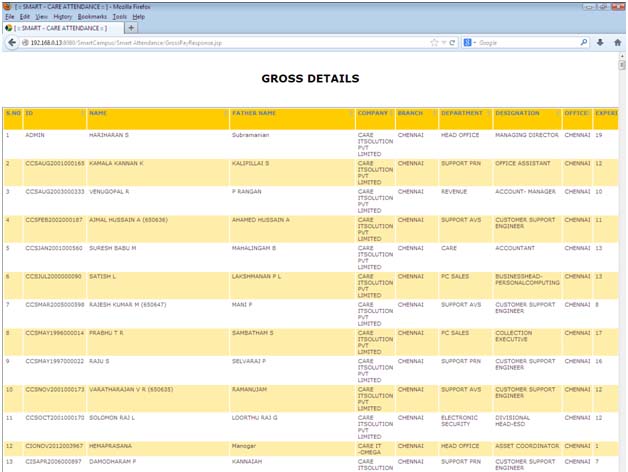 [ :: SMART - CARE ATTENDANCE :: ] - Mozilla Firefox
File Edit View History Bookmarks Tools Help
[ :: SMART - CARE ATTENDANCE :: ] +
192.168.0.13:8080/SmartCampus/Smart Attendance/GrossPayResponse.jsp Google
GROSS DETAILS
S.NO ID NAME FATHER NAME COMPANY BRANCH DEPARTMENT DESIGNATION OFFICE EXPERI
1 ADMIN HARIHARAN S Subramanian CARE CHENNAI HEAD OFFICE MANAGING DIRECTOR CHENNAI 19
ITSOLUTION
PVT
LIMITED
2 CCSAUG2001000165 KAMALA KANNAN K KALIPILLAI S CARE CHENNAI SUPPORT PRN OFFICE ASSISTANT CHENNAI 12
ITSOLUTION
PVT
LIMITED
3 CCSAUG2003000333 VENUGOPAL R P RANGAN CARE CHENNAI REVENUE ACCOUNT- MANAGER CHENNAI 10
ITSOLUTION
PVT
LIMITED
4 CCSFEB2002000187 AJMAL HUSSAIN A (650636) AHAMED HUSSAIN A CARE CHENNAI SUPPORT AVS CUSTOMER SUPPORT CHENNAI 11
ITSOLUTION ENGINEER
PVT
LIMITED
5 CCSJAN2001000560 SURESH BABU M MAHALINGAM B CARE CHENNAI CARE ACCOUNTANT CHENNAI 13
ITSOLUTION
PVT
LIMITED
6 CCSJUL2000000090 SATISH L LAKSHMANAN P L CARE CHENNAI PC SALES BUSINESSHEAD- CHENNAI 13
ITSOLUTION PERSONALCOMPUTING
PVT
LIMITED
7 CCSMAR2005000598 RAJESH KUMAR M (650647) MANI P CARE CHENNAI SUPPORT AVS CUSTOMER SUPPORT CHENNAI 8
ITSOLUTION ENGINEER
PVT
LIMITED
8 CCSMAY1996000014 PRABHU T R SAMBATHAM S CARE CHENNAI PC SALES COLLECTION CHENNAI 17
ITSOLUTION EXECUTIVE
PVT
LIMITED
9 CCSMAY1997000022 RAJU S SELVARAJ P CARE CHENNAI SUPPORT PRN CUSTOMER SUPPORT CHENNAI 16
ITSOLUTION ENGINEER
PVT
LIMITED
10 CCSNOV2001000173 VARATHARAJAN V R (650635) RAMANUJAM CARE CHENNAI SUPPORT PRN CUSTOMER SUPPORT CHENNAI 12
ITSOLUTION ENGINEER
PVT
LIMITED
11 CCSOCT2001000170 SOLOMON RAJ L LOORTHU RAJ G CARE CHENNAI ELECTRONIC DIVISIONAL CHENNAI 12
ITSOLUTION SECURITY HEAD-ESD
PVT
LIMITED
12 CIONOV2012003967 HEMAPRASANA Manogar CARE IT CHENNAI HEAD OFFICE ASSET COORDINATOR CHENNAI 1
-OMEGA
13 CISAPR2006000897 DAMODHARAM P KANNAIAH CARE CHENNAI SUPPORT PRN CUSTOMER SUPPORT CHENNAI 7
ITSOLUTION ENGINEER